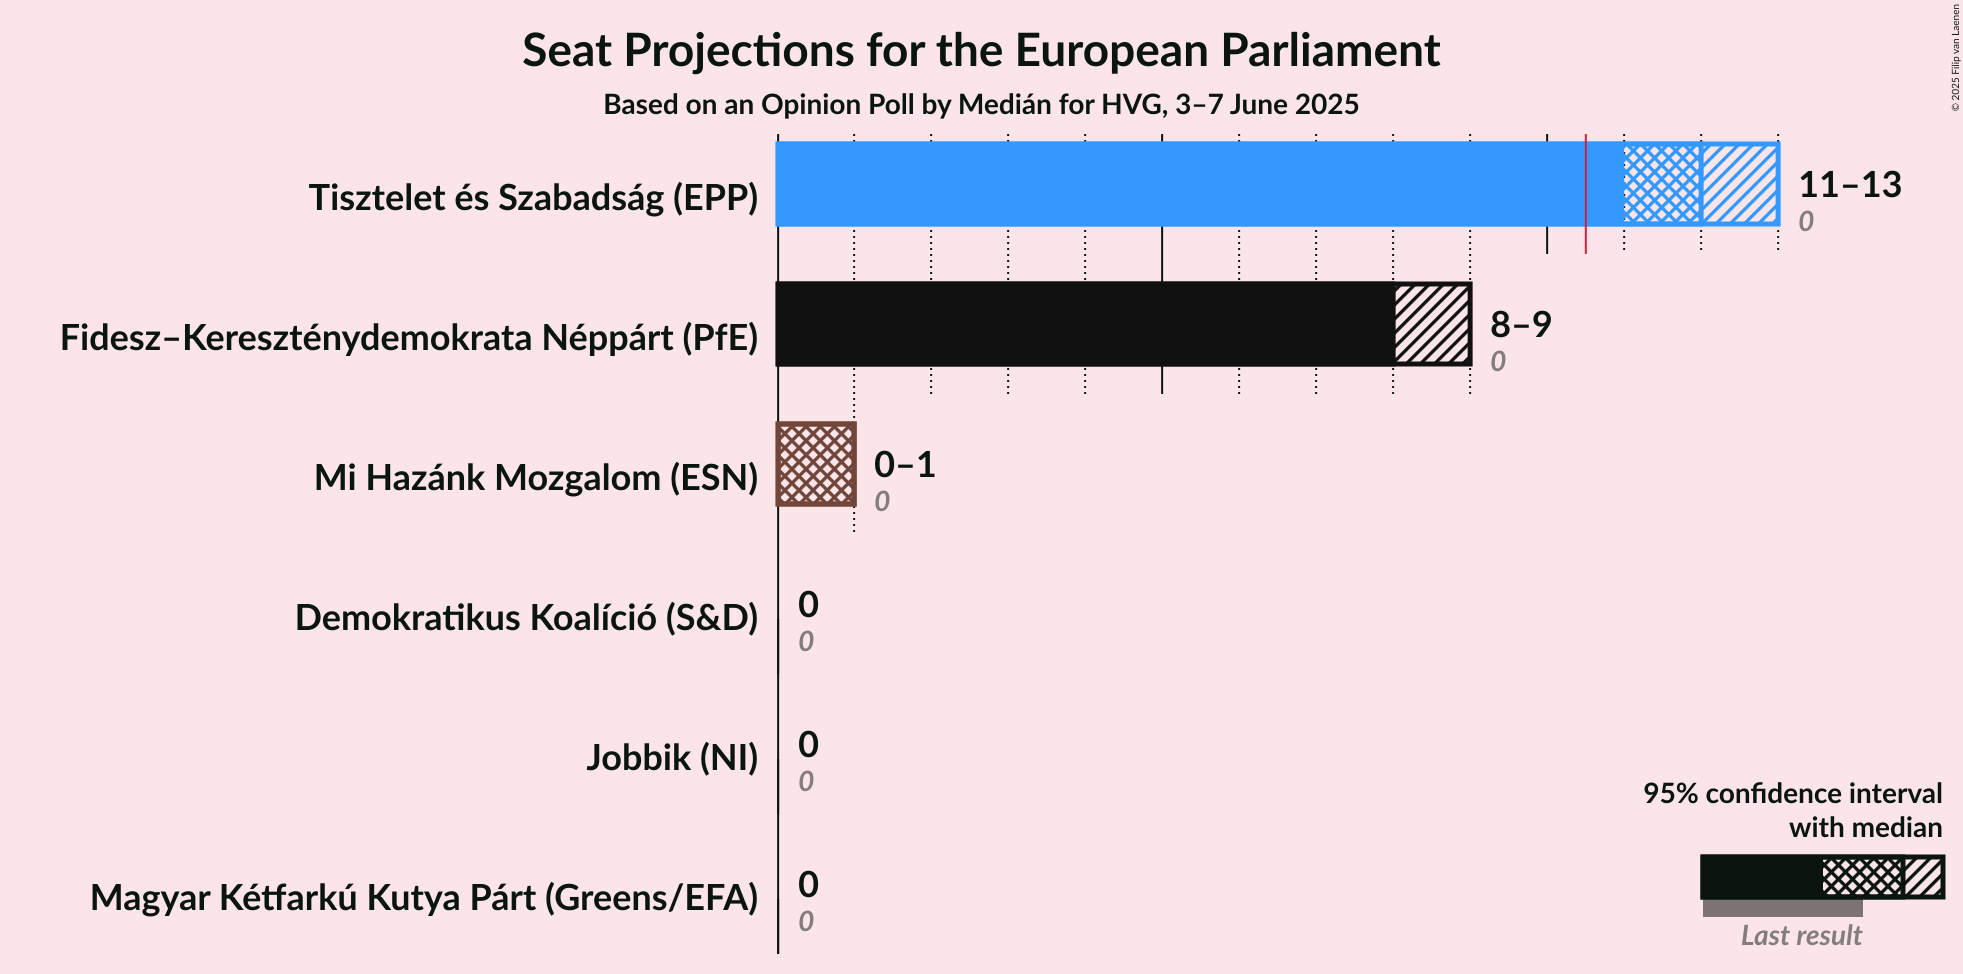 Seat Projections for the European Parliament
Based on an Opinion Poll by Medián for HVG, 3–7 June 2025
© 2025 Filip van Laenen
Tisztelet és Szabadság (EPP)
11–13
0
Fidesz–Kereszténydemokrata Néppárt (PfE)
8–9
0
Mi Hazánk Mozgalom (ESN)
0–1
0
Demokratikus Koalíció (S&D)
0
0
Jobbik (NI)
0
0
Magyar Kétfarkú Kutya Párt (Greens/EFA)
0
0
95% confidence interval
with median
Last result